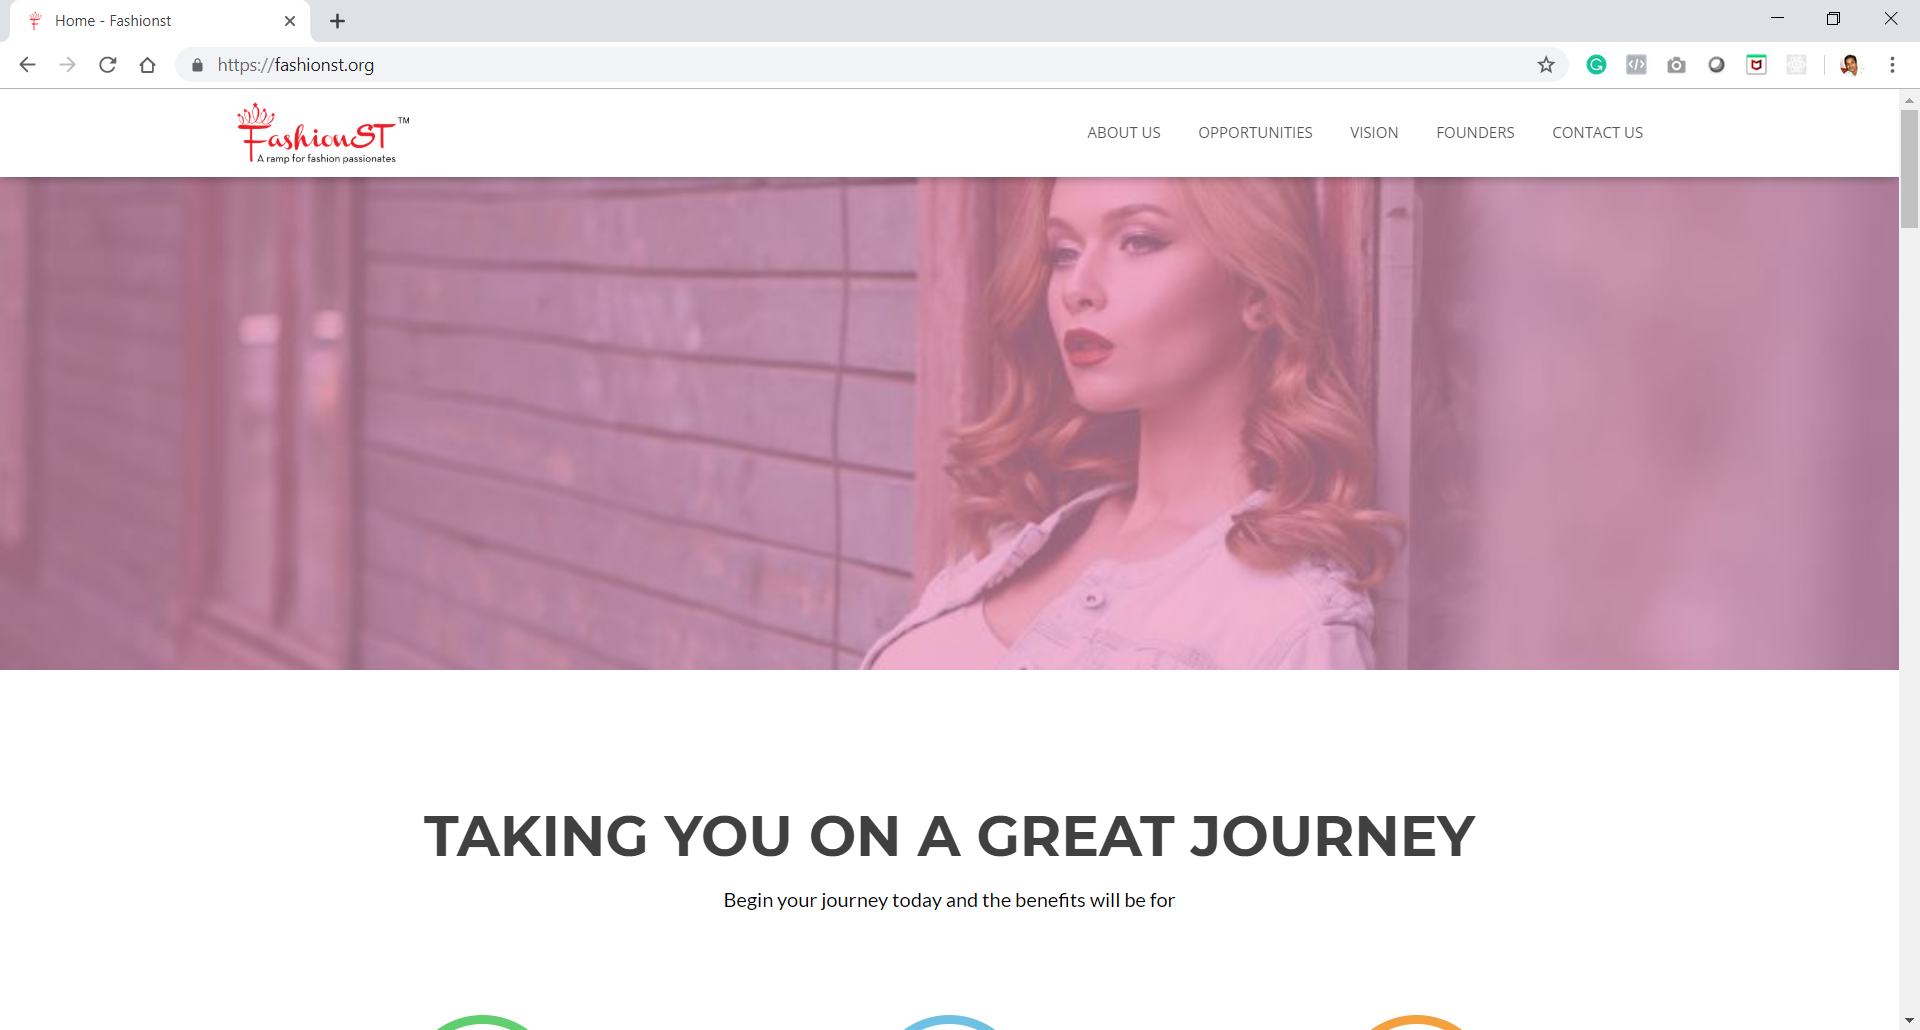 Home - Fashionst
https://fashionst.org
FashionST™
A ramp for fashion passionates
ABOUT US
OPPORTUNITIES
VISION
FOUNDERS
CONTACT US
TAKING YOU ON A GREAT JOURNEY
Begin your journey today and the benefits will be for